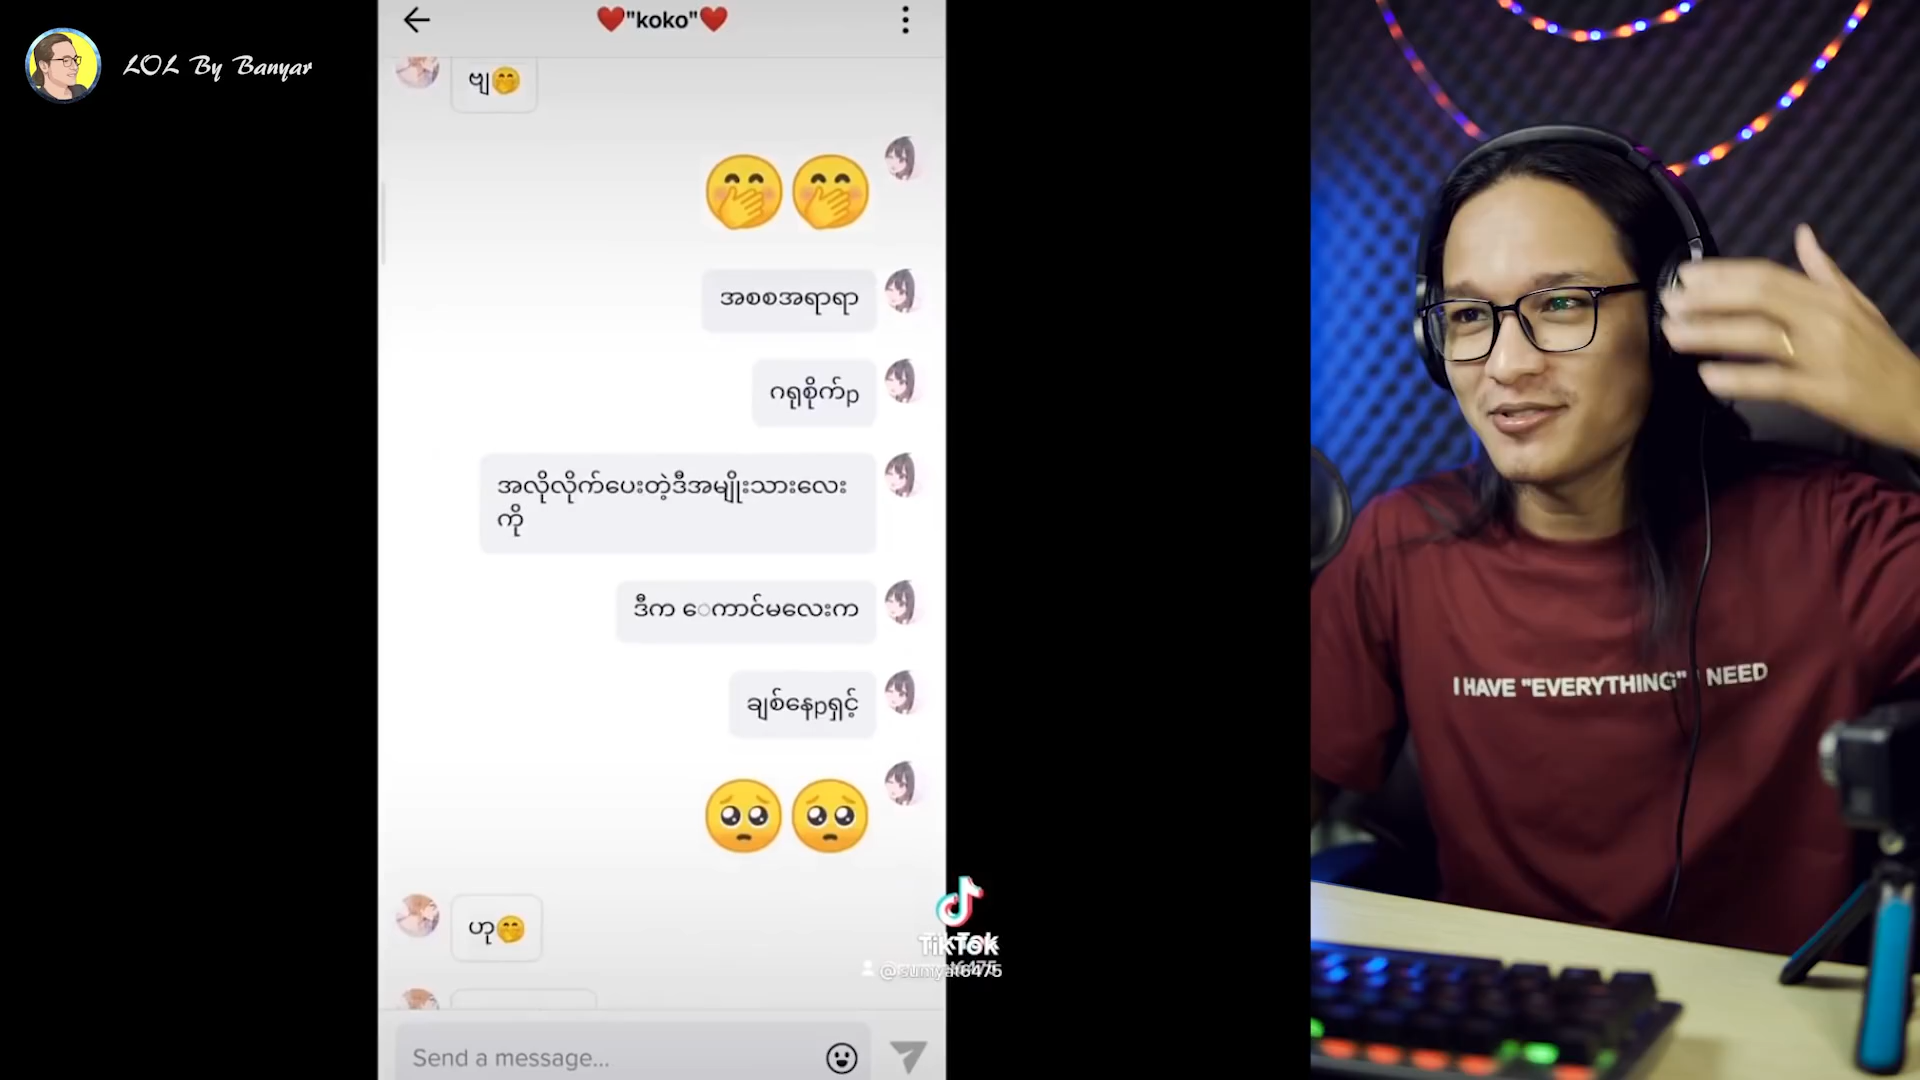 LOL By Banyar
❤️"koko"❤️
ဗျ🤭
🤭🤭
အစစအရာရာ
ဂရုစိုက်p
အလိုလိုက်ပေးတဲ့ဒီအမျိုးသားလေး
ကို
ဒီက ေကာင်မလေးက
ချစ်နေpရှင့်
🥺🥺
ဟု🤭
TikTok
Send a message...
I HAVE "EVERYTHING" I NEED